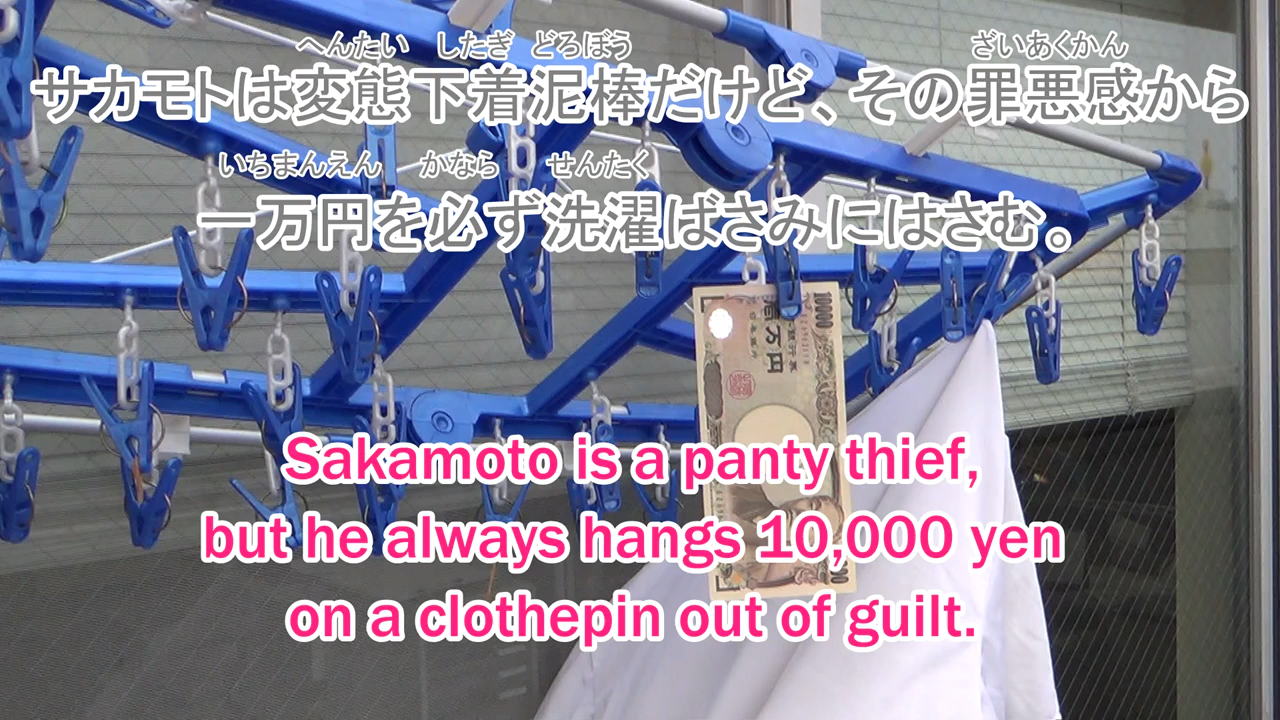 へんたい したぎ どろぼう ざいあくかん
サカモトは変態下着泥棒だけど、その罪悪感から
いちまんえん かなら せんたく
一万円を必ず洗濯ばさみにはさむ。
10000
壱万円
Sakamoto is a panty thief,
but he always hangs 10,000 yen
on a clothepin out of guilt.